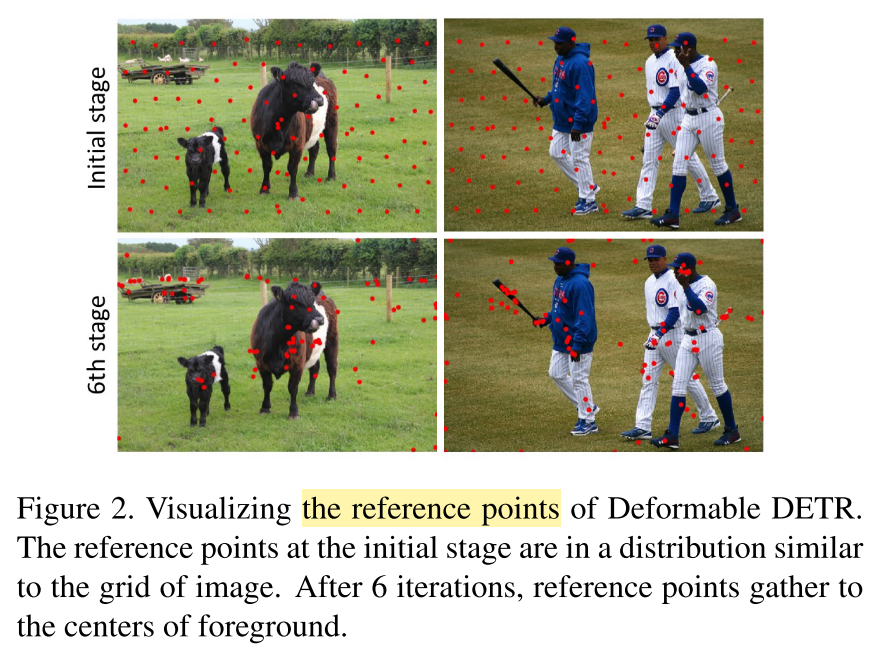 Initial stage
6th stage
Figure 2. Visualizing the reference points of Deformable DETR.
The reference points at the initial stage are in a distribution similar
to the grid of image. After 6 iterations, reference points gather to
the centers of foreground.